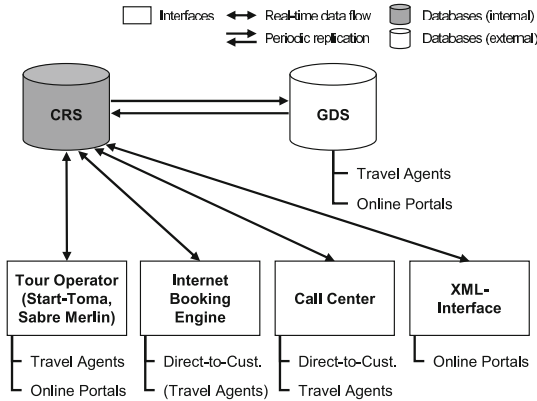 Interfaces Real-time data flow Databases (internal)
Periodic replication Databases (external)
CRS GDS
Travel Agents
Online Portals
Tour Operator
(Start-Toma,
Sabre Merlin)
Internet
Booking
Engine
Call Center
XML-
Interface
Travel Agents
Online Portals
Direct-to-Cust.
(Travel Agents)
Direct-to-Cust.
Travel Agents
Online Portals